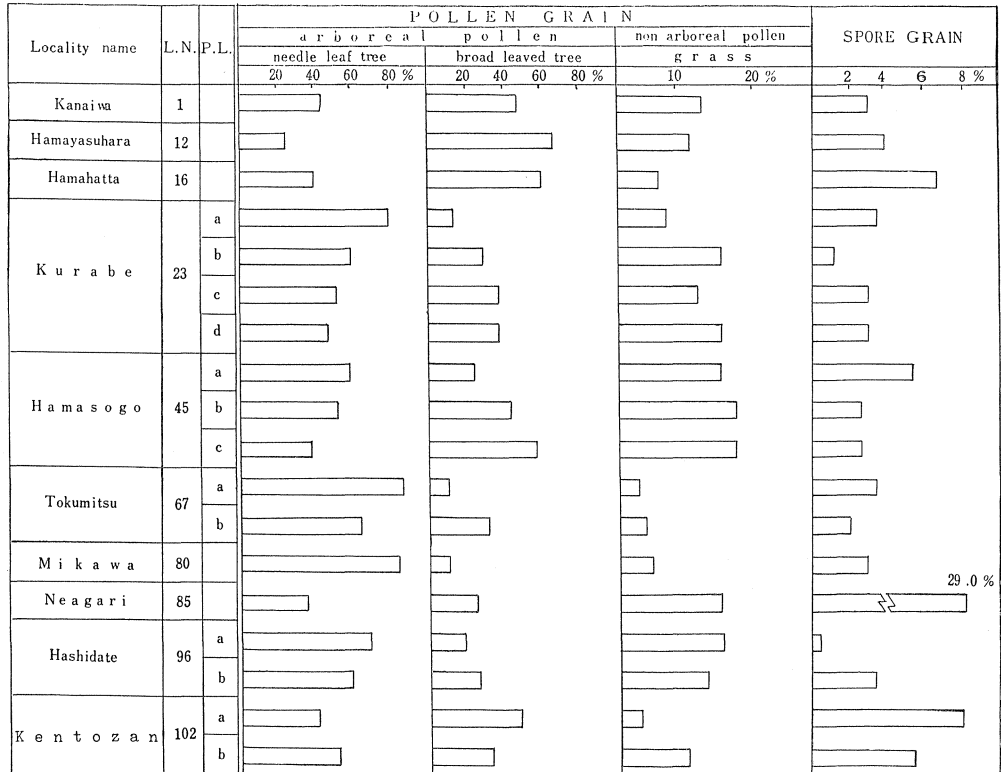 POLLEN GRAIN
arboreal pollen non arboreal pollen
Locality name L.N. P.L. SPORE GRAIN
needle leaf tree broad leaved tree grass
20 40 60 80 % 20 40 60 80 % 10 20 % 2 4 6 8 %
Kanaiwa 1
Hamayasuhara 12
Hamahatta 16
a
b
Kurabe 23
c
d
a
Hamasogo 45 b
c
a
Tokumitsu 67
b
Mikawa 80
29.0 %
Neagari 85
a
Hashidate 96
b
a
Kentozan 102
b